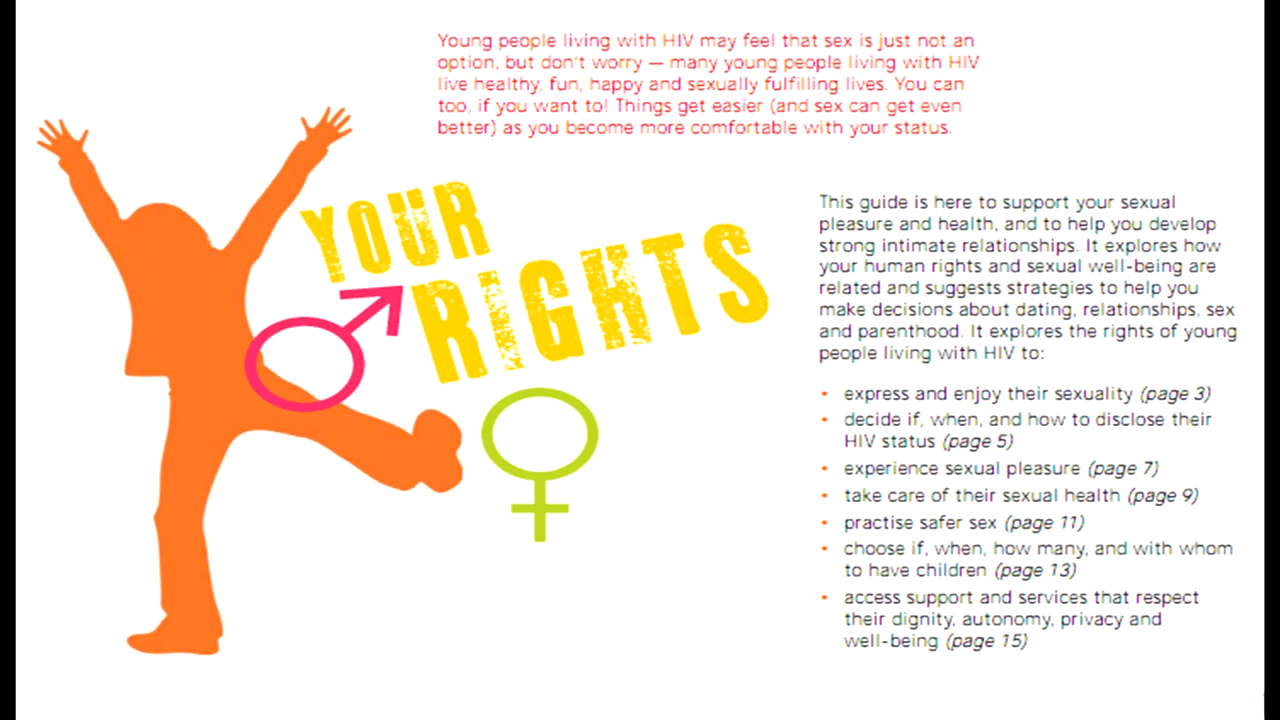 Young people living with HIV may feel that sex is just not an
option, but don't worry — many young people living with HIV
live healthy, fun, happy and sexually fulfilling lives. You can
too, if you want to! Things get easier (and sex can get even
better) as you become more comfortable with your status.
YOUR
RIGHTS
This guide is here to support your sexual
pleasure and health, and to help you develop
strong intimate relationships. It explores how
your human rights and sexual well-being are
related and suggests strategies to help you
make decisions about dating, relationships, sex
and parenthood. It explores the rights of young
people living with HIV to:
• express and enjoy their sexuality (page 3)
• decide if, when, and how to disclose their
HIV status (page 5)
• experience sexual pleasure (page 7)
• take care of their sexual health (page 9)
• practise safer sex (page 11)
• choose if, when, how many, and with whom
to have children (page 13)
• access support and services that respect
their dignity, autonomy, privacy and
well-being (page 15)